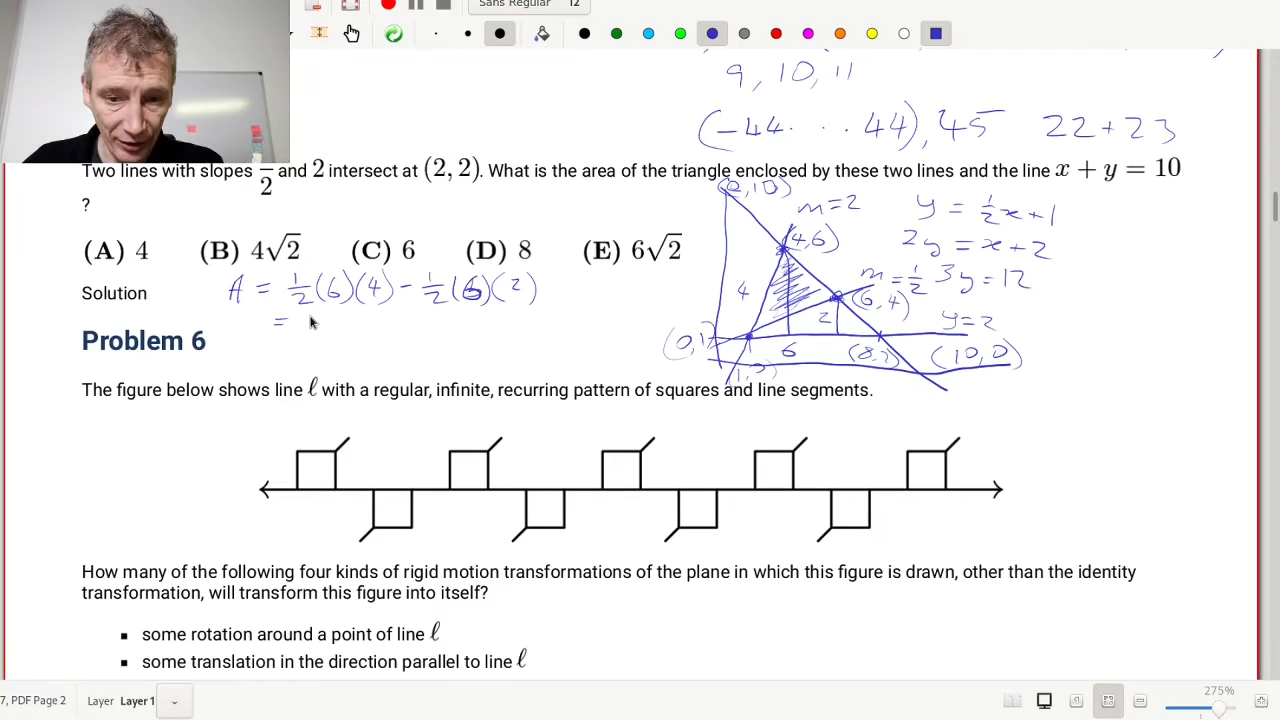 Sans Regular 12
9, 10, 11
(-44. . . 44), 45 22+23
Two lines with slopes 1/2 and 2 intersect at (2, 2). What is the area of the triangle enclosed by these two lines and the line x + y = 10
?
(0,10)
m=2
y = ½x+1
(4,6)
2y = x+2
(A) 4 (B) 4√2 (C) 6 (D) 8 (E) 6√2
m=½
3y=12
Solution
A = ½(6)(4) - ½(6)(2)
4
(6,4)
=
2
y=2
(0,1)
6
(10,0)
Problem 6
The figure below shows line ℓ with a regular, infinite, recurring pattern of squares and line segments.
How many of the following four kinds of rigid motion transformations of the plane in which this figure is drawn, other than the identity
transformation, will transform this figure into itself?
▪ some rotation around a point of line ℓ
▪ some translation in the direction parallel to line ℓ
7, PDF Page 2 Layer Layer 1 275%